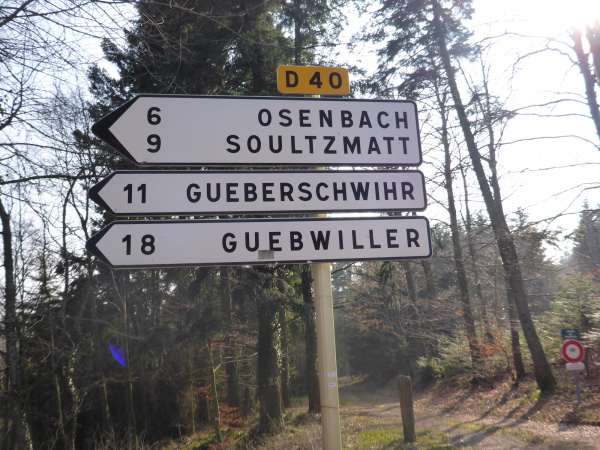 D 40
6 OSENBACH
9 SOULTZMATT
11 GUEBERSCHWIHR
18 GUEBWILLER